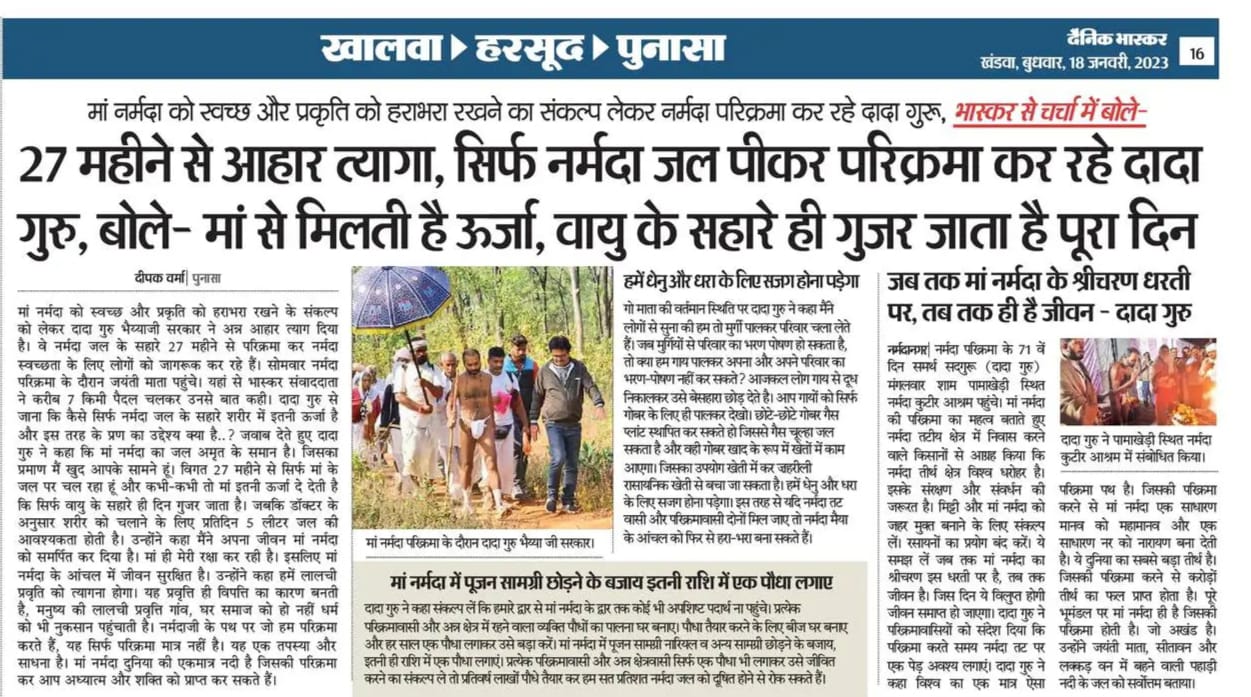 खालवा > हरसूद > पुनासा
दैनिक भास्कर
खंडवा, बुधवार, 18 जनवरी, 2023
16
मां नर्मदा को स्वच्छ और प्रकृति को हराभरा रखने का संकल्प लेकर नर्मदा परिक्रमा कर रहे दादा गुरू, भास्कर से चर्चा में बोले-
27 महीने से आहार त्यागा, सिर्फ नर्मदा जल पीकर परिक्रमा कर रहे दादा
गुरु, बोले- मां से मिलती है ऊर्जा, वायु के सहारे ही गुजर जाता है पूरा दिन
दीपक वर्मा| पुनासा
मां नर्मदा को स्वच्छ और प्रकृति को हराभरा रखने के संकल्प
को लेकर दादा गुरु भैय्याजी सरकार ने अन्न आहार त्याग दिया
है। वे नर्मदा जल के सहारे 27 महीने से परिक्रमा कर नर्मदा
स्वच्छता के लिए लोगों को जागरूक कर रहे हैं। सोमवार नर्मदा
परिक्रमा के दौरान जयंती माता पहुंचे। यहां से भास्कर संवाददाता
ने करीब 7 किमी पैदल चलकर उनसे बात कही। दादा गुरु से
जाना कि कैसे सिर्फ नर्मदा जल के सहारे शरीर में इतनी ऊर्जा है
और इस तरह के प्रण का उद्देश्य क्या है..? जवाब देते हुए दादा
गुरु ने कहा कि मां नर्मदा का जल अमृत के समान है। जिसका
प्रमाण मैं खुद आपके सामने हूं। विगत 27 महीने से सिर्फ मां के
जल पर चल रहा हूं और कभी-कभी तो मां इतनी ऊर्जा दे देती है
कि सिर्फ वायु के सहारे ही दिन गुजर जाता है। जबकि डॉक्टर के
अनुसार शरीर को चलाने के लिए प्रतिदिन 5 लीटर जल की
आवश्यकता होती है। उन्होंने कहा मैंने अपना जीवन मां नर्मदा
को समर्पित कर दिया है। मां ही मेरी रक्षा कर रही है। इसलिए मां
नर्मदा के आंचल में जीवन सुरक्षित है। उन्होंने कहा हमें लालची
प्रवृति को त्यागना होगा। यह प्रवृत्ति ही विपत्ति का कारण बनती
है, मनुष्य की लालची प्रवृत्ति गांव, घर समाज को हो नहीं धर्म
को भी नुकसान पहुंचाती है। नर्मदाजी के पथ पर जो हम परिक्रमा
करते हैं, यह सिर्फ परिक्रमा मात्र नहीं है। यह एक तपस्या और
साधना है। मां नर्मदा दुनिया की एकमात्र नदी है जिसकी परिक्रमा
कर आप अध्यात्म और शक्ति को प्राप्त कर सकते हैं।
मां नर्मदा परिक्रमा के दौरान दादा गुरु भैय्या जी सरकार।
हमें धेनु और धरा के लिए सजग होना पड़ेगा
गो माता की वर्तमान स्थिति पर दादा गुरु ने कहा मैंने
लोगों से सुना की हम तो मुर्गी पालकर परिवार चला लेते
हैं। जब मुर्गियों से परिवार का भरण पोषण हो सकता है,
तो क्या हम गाय पालकर अपना और अपने परिवार का
भरण-पोषण नहीं कर सकते? आजकल लोग गाय से दूध
निकालकर उसे बेसहारा छोड़ देते है। आप गायों को सिर्फ
गोबर के लिए ही पालकर देखो। छोटे-छोटे गोबर गैस
प्लांट स्थापित कर सकते हो जिससे गैस चूल्हा जल
सकता है और वही गोबर खाद के रूप में खेतों में काम
आएगा। जिसका उपयोग खेती में कर जहरीली
रासायनिक खेती से बचा जा सकता है। हमें धेनु और धरा
के लिए सजग होना पड़ेगा। इस तरह से यदि नर्मदा तट
वासी और परिक्रमावासी दोनों मिल जाए तो नर्मदा मैया
के आंचल को फिर से हरा-भरा बना सकते हैं।
मां नर्मदा में पूजन सामग्री छोड़ने के बजाय इतनी राशि में एक पौधा लगाए
दादा गुरु ने कहा संकल्प लें कि हमारे द्वार से मां नर्मदा के द्वार तक कोई भी अपशिष्ट पदार्थ ना पहुंचे। प्रत्येक
परिक्रमावासी और अन्न क्षेत्र में रहने वाला व्यक्ति पौधों का पालना घर बनाए। पौधा तैयार करने के लिए बीज घर बनाए
और हर साल एक पौधा लगाकर उसे बड़ा करें। मां नर्मदा में पूजन सामग्री नारियल व अन्य सामग्री छोड़ने के बजाय,
इतनी ही राशि में एक पौधा लगाएं। प्रत्येक परिक्रमावासी और अन्न क्षेत्रवासी सिर्फ एक पौधा भी लगाकर उसे जीवित
करने का संकल्प ले तो प्रतिवर्ष लाखों पौधे तैयार कर हम सत प्रतिशत नर्मदा जल को दूषित होने से रोक सकते हैं।
जब तक मां नर्मदा के श्रीचरण धरती
पर, तब तक ही है जीवन - दादा गुरु
नर्मदानगर| नर्मदा परिक्रमा के 71 वें
दिन समर्थ सदगुरू (दादा गुरू)
मंगलवार शाम पामाखेड़ी स्थित
नर्मदा कुटीर आश्रम पहुंचे। मां नर्मदा
की परिक्रमा का महत्व बताते हुए
नर्मदा तटीय क्षेत्र में निवास करने
वाले किसानों से आग्रह किया कि
नर्मदा तीर्थ क्षेत्र विश्व धरोहर है।
इसके संरक्षण और संवर्धन की
जरूरत है। मिट्टी और मां नर्मदा को
जहर मुक्त बनाने के लिए संकल्प
लें। रसायनों का प्रयोग बंद करें। ये
समझ लें जब तक मां नर्मदा का
श्रीचरण इस धरती पर है, तब तक
जीवन है। जिस दिन ये विलुप्त होगी
जीवन समाप्त हो जाएगा। दादा गुरु ने
परिक्रमावासियों को संदेश दिया कि
परिक्रमा करते समय नर्मदा तट पर
एक पेड़ अवश्य लगाएं। दादा गुरु ने
कहा विश्व का एक मात्र ऐसा
दादा गुरु ने पामाखेड़ी स्थित नर्मदा
कुटीर आश्रम में संबोधित किया।
परिक्रमा पथ है। जिसकी परिक्रमा
करने से मां नर्मदा एक साधारण
मानव को महामानव और एक
साधारण नर को नारायण बना देती
है। ये दुनिया का सबसे बड़ा तीर्थ है।
जिसकी परिक्रमा करने से करोड़ों
तीर्थ का फल प्राप्त होता है। पूरे
भूमंडल पर मां नर्मदा ही है जिसकी
परिक्रमा होती है। जो अखंड है।
उन्होंने जयंती माता, सीतावन और
लक्कड़ वन में बहने वाली पहाड़ी
नदी के जल को सर्वोत्तम बताया।